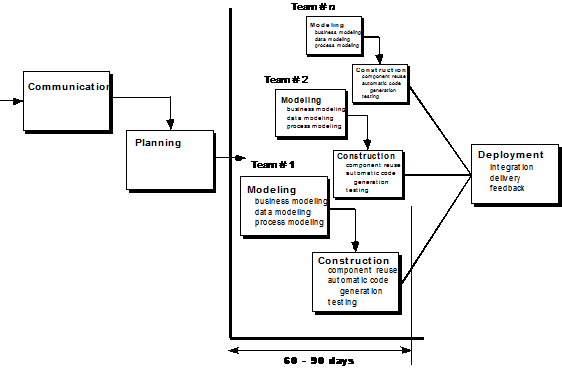 Team # n
Modeling
business modeling
data modeling
process modeling
Construction
component reuse
automatic code
generation
testing
Team # 2
Modeling
business modeling
data modeling
process modeling
Construction
component reuse
automatic code
generation
testing
Communication
Planning
Team # 1
Modeling
business modeling
data modeling
process modeling
Construction
component reuse
automatic code
generation
testing
Deployment
integration
delivery
feedback
60 - 90 days